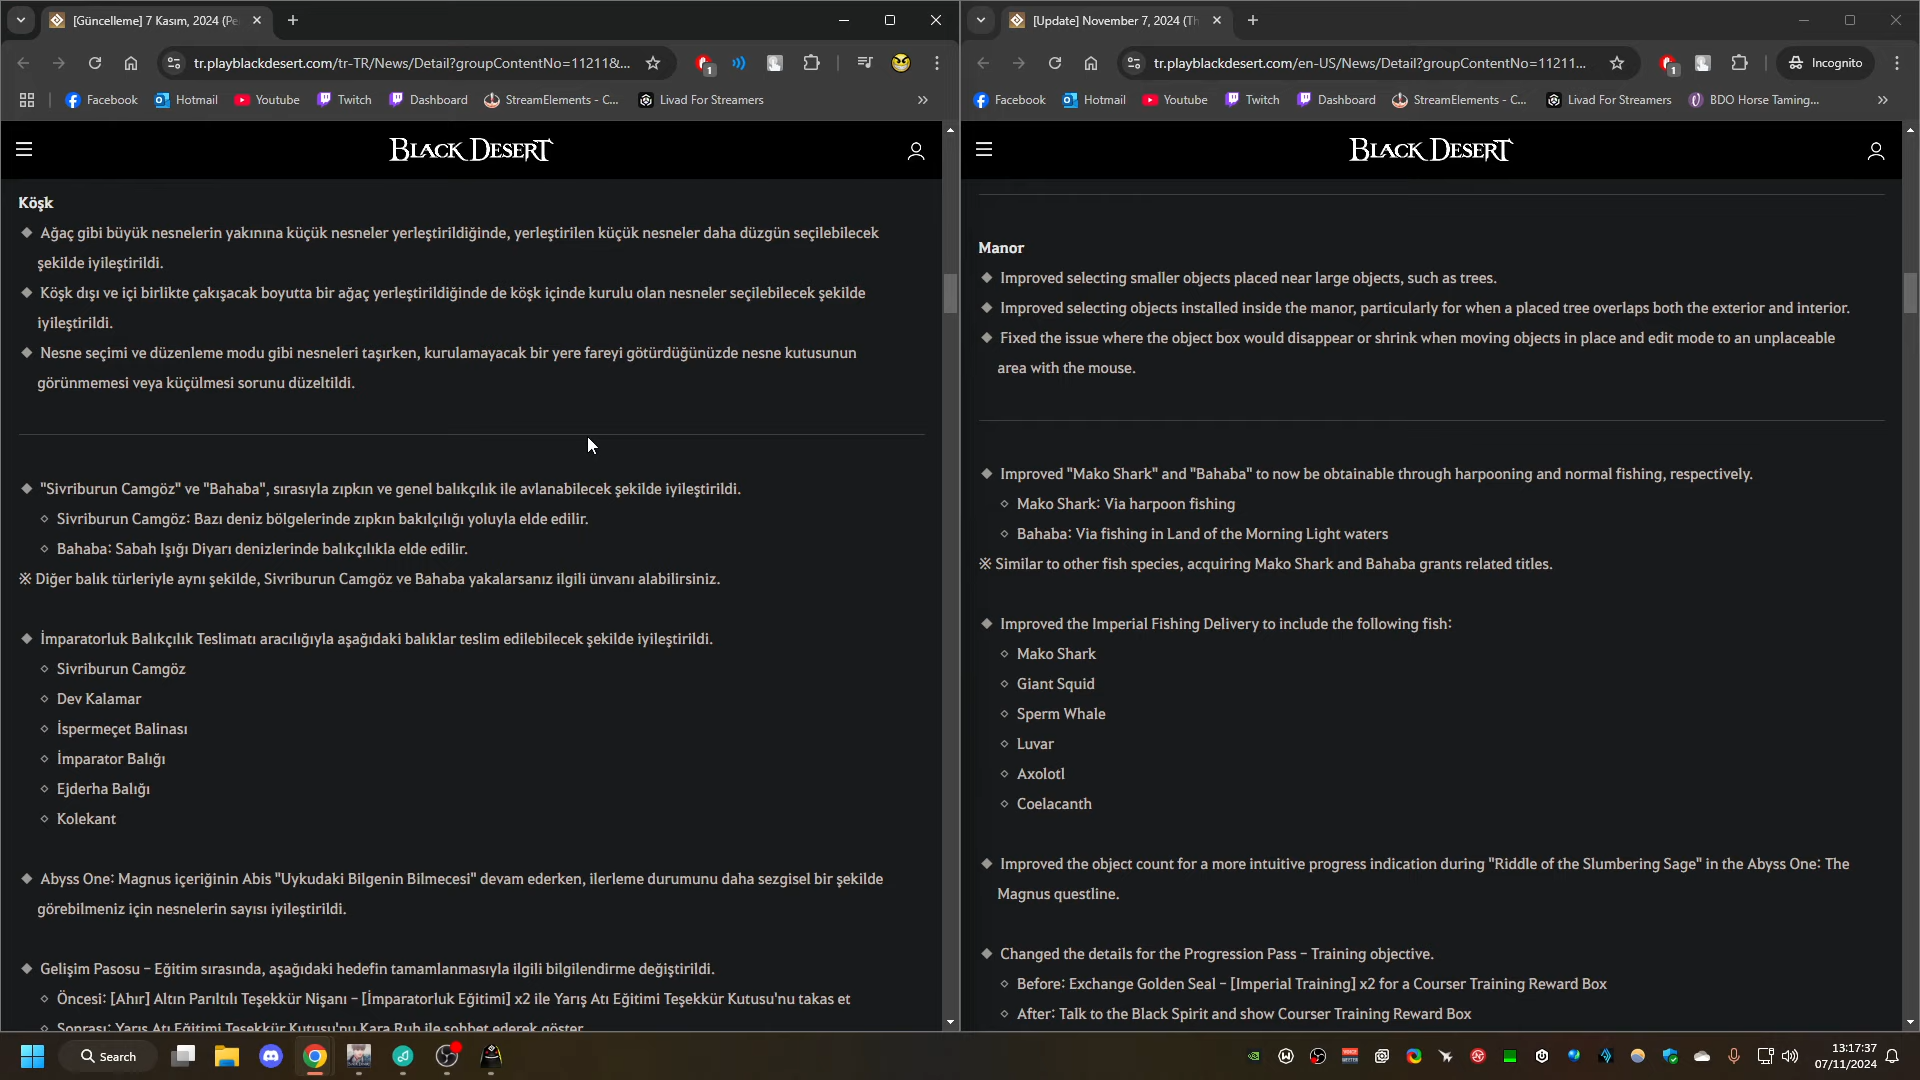 [Güncelleme] 7 Kasım, 2024 (Pe
tr.playblackdesert.com/tr-TR/News/Detail?groupContentNo=11211&...
1
Facebook Hotmail Youtube Twitch Dashboard StreamElements - C... Livad For Streamers
BLACK DESERT
Köşk
Ağaç gibi büyük nesnelerin yakınına küçük nesneler yerleştirildiğinde, yerleştirilen küçük nesneler daha düzgün seçilebilecek
şekilde iyileştirildi.
Köşk dışı ve içi birlikte çakışacak boyutta bir ağaç yerleştirildiğinde de köşk içinde kurulu olan nesneler seçilebilecek şekilde
iyileştirildi.
Nesne seçimi ve düzenleme modu gibi nesneleri taşırken, kurulamayacak bir yere fareyi götürdüğünüzde nesne kutusunun
görünmemesi veya küçülmesi sorunu düzeltildi.
"Sivriburun Camgöz" ve "Bahaba", sırasıyla zıpkın ve genel balıkçılık ile avlanabilecek şekilde iyileştirildi.
Sivriburun Camgöz: Bazı deniz bölgelerinde zıpkın bakılçılığı yoluyla elde edilir.
Bahaba: Sabah Işığı Diyarı denizlerinde balıkçılıkla elde edilir.
※ Diğer balık türleriyle aynı şekilde, Sivriburun Camgöz ve Bahaba yakalarsanız ilgili ünvanı alabilirsiniz.
İmparatorluk Balıkçılık Teslimatı aracılığıyla aşağıdaki balıklar teslim edilebilecek şekilde iyileştirildi.
Sivriburun Camgöz
Dev Kalamar
İspermeçet Balinası
İmparator Balığı
Ejderha Balığı
Kolekant
Abyss One: Magnus içeriğinin Abis "Uykudaki Bilgenin Bilmecesi" devam ederken, ilerleme durumunu daha sezgisel bir şekilde
görebilmeniz için nesnelerin sayısı iyileştirildi.
Gelişim Pasosu – Eğitim sırasında, aşağıdaki hedefin tamamlanmasıyla ilgili bilgilendirme değiştirildi.
Öncesi: [Ahır] Altın Parıltılı Teşekkür Nişanı – [İmparatorluk Eğitimi] x2 ile Yarış Atı Eğitimi Teşekkür Kutusu'nu takas et
Sonrası: Yarış Atı Eğitimi Teşekkür Kutusu'nu Kara Ruh ile sohbet ederek göster
[Update] November 7, 2024 (Th
tr.playblackdesert.com/en-US/News/Detail?groupContentNo=11211...
1
Incognito
Facebook Hotmail Youtube Twitch Dashboard StreamElements - C... Livad For Streamers BDO Horse Taming...
BLACK DESERT
Manor
Improved selecting smaller objects placed near large objects, such as trees.
Improved selecting objects installed inside the manor, particularly for when a placed tree overlaps both the exterior and interior.
Fixed the issue where the object box would disappear or shrink when moving objects in place and edit mode to an unplaceable
area with the mouse.
Improved "Mako Shark" and "Bahaba" to now be obtainable through harpooning and normal fishing, respectively.
Mako Shark: Via harpoon fishing
Bahaba: Via fishing in Land of the Morning Light waters
※ Similar to other fish species, acquiring Mako Shark and Bahaba grants related titles.
Improved the Imperial Fishing Delivery to include the following fish:
Mako Shark
Giant Squid
Sperm Whale
Luvar
Axolotl
Coelacanth
Improved the object count for a more intuitive progress indication during "Riddle of the Slumbering Sage" in the Abyss One: The
Magnus questline.
Changed the details for the Progression Pass – Training objective.
Before: Exchange Golden Seal – [Imperial Training] x2 for a Courser Training Reward Box
After: Talk to the Black Spirit and show Courser Training Reward Box
Search
13:17:37
07/11/2024